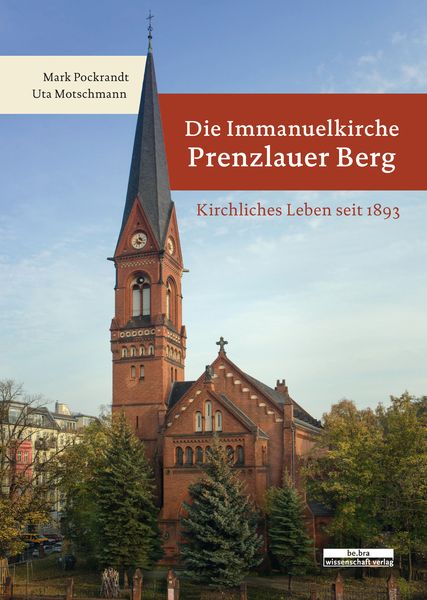 Mark Pockrandt
Uta Motschmann
Die Immanuelkirche
Prenzlauer Berg
Kirchliches Leben seit 1893
be.bra
wissenschaft verlag